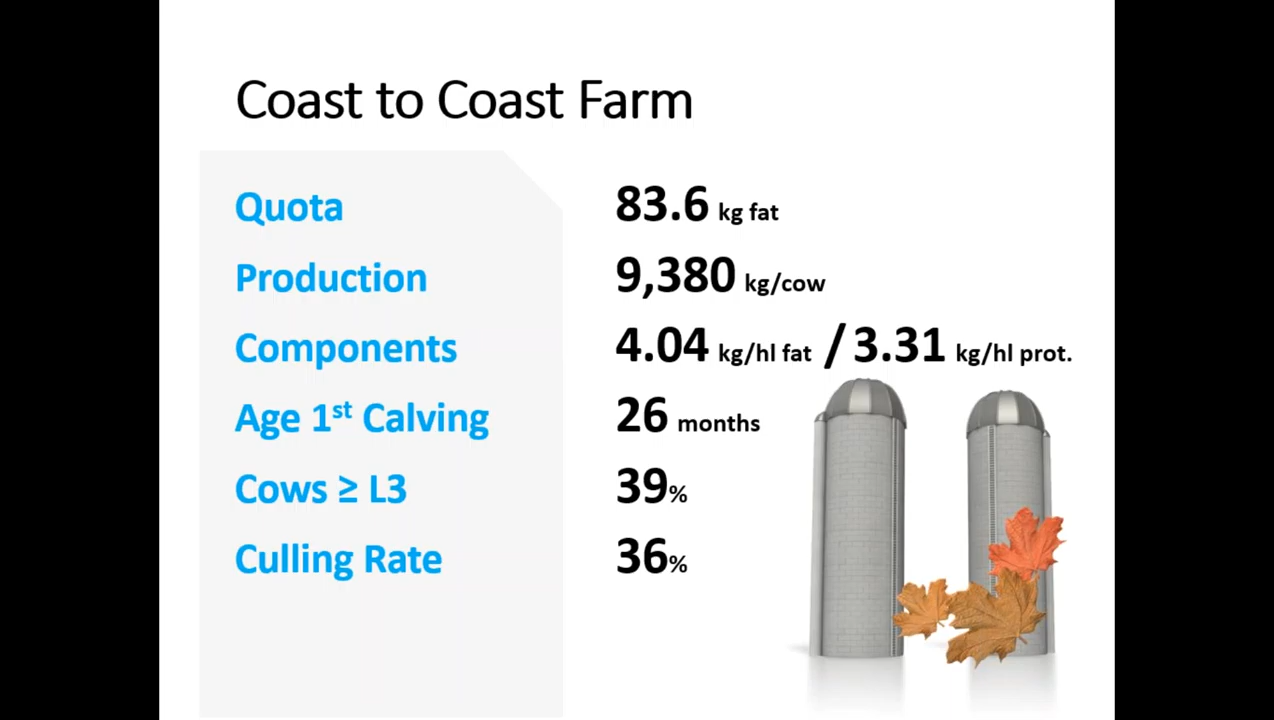 Coast to Coast Farm
Quota 83.6 kg fat
Production 9,380 kg/cow
Components 4.04 kg/hl fat / 3.31 kg/hl prot.
Age 1st Calving 26 months
Cows ≥ L3 39%
Culling Rate 36%